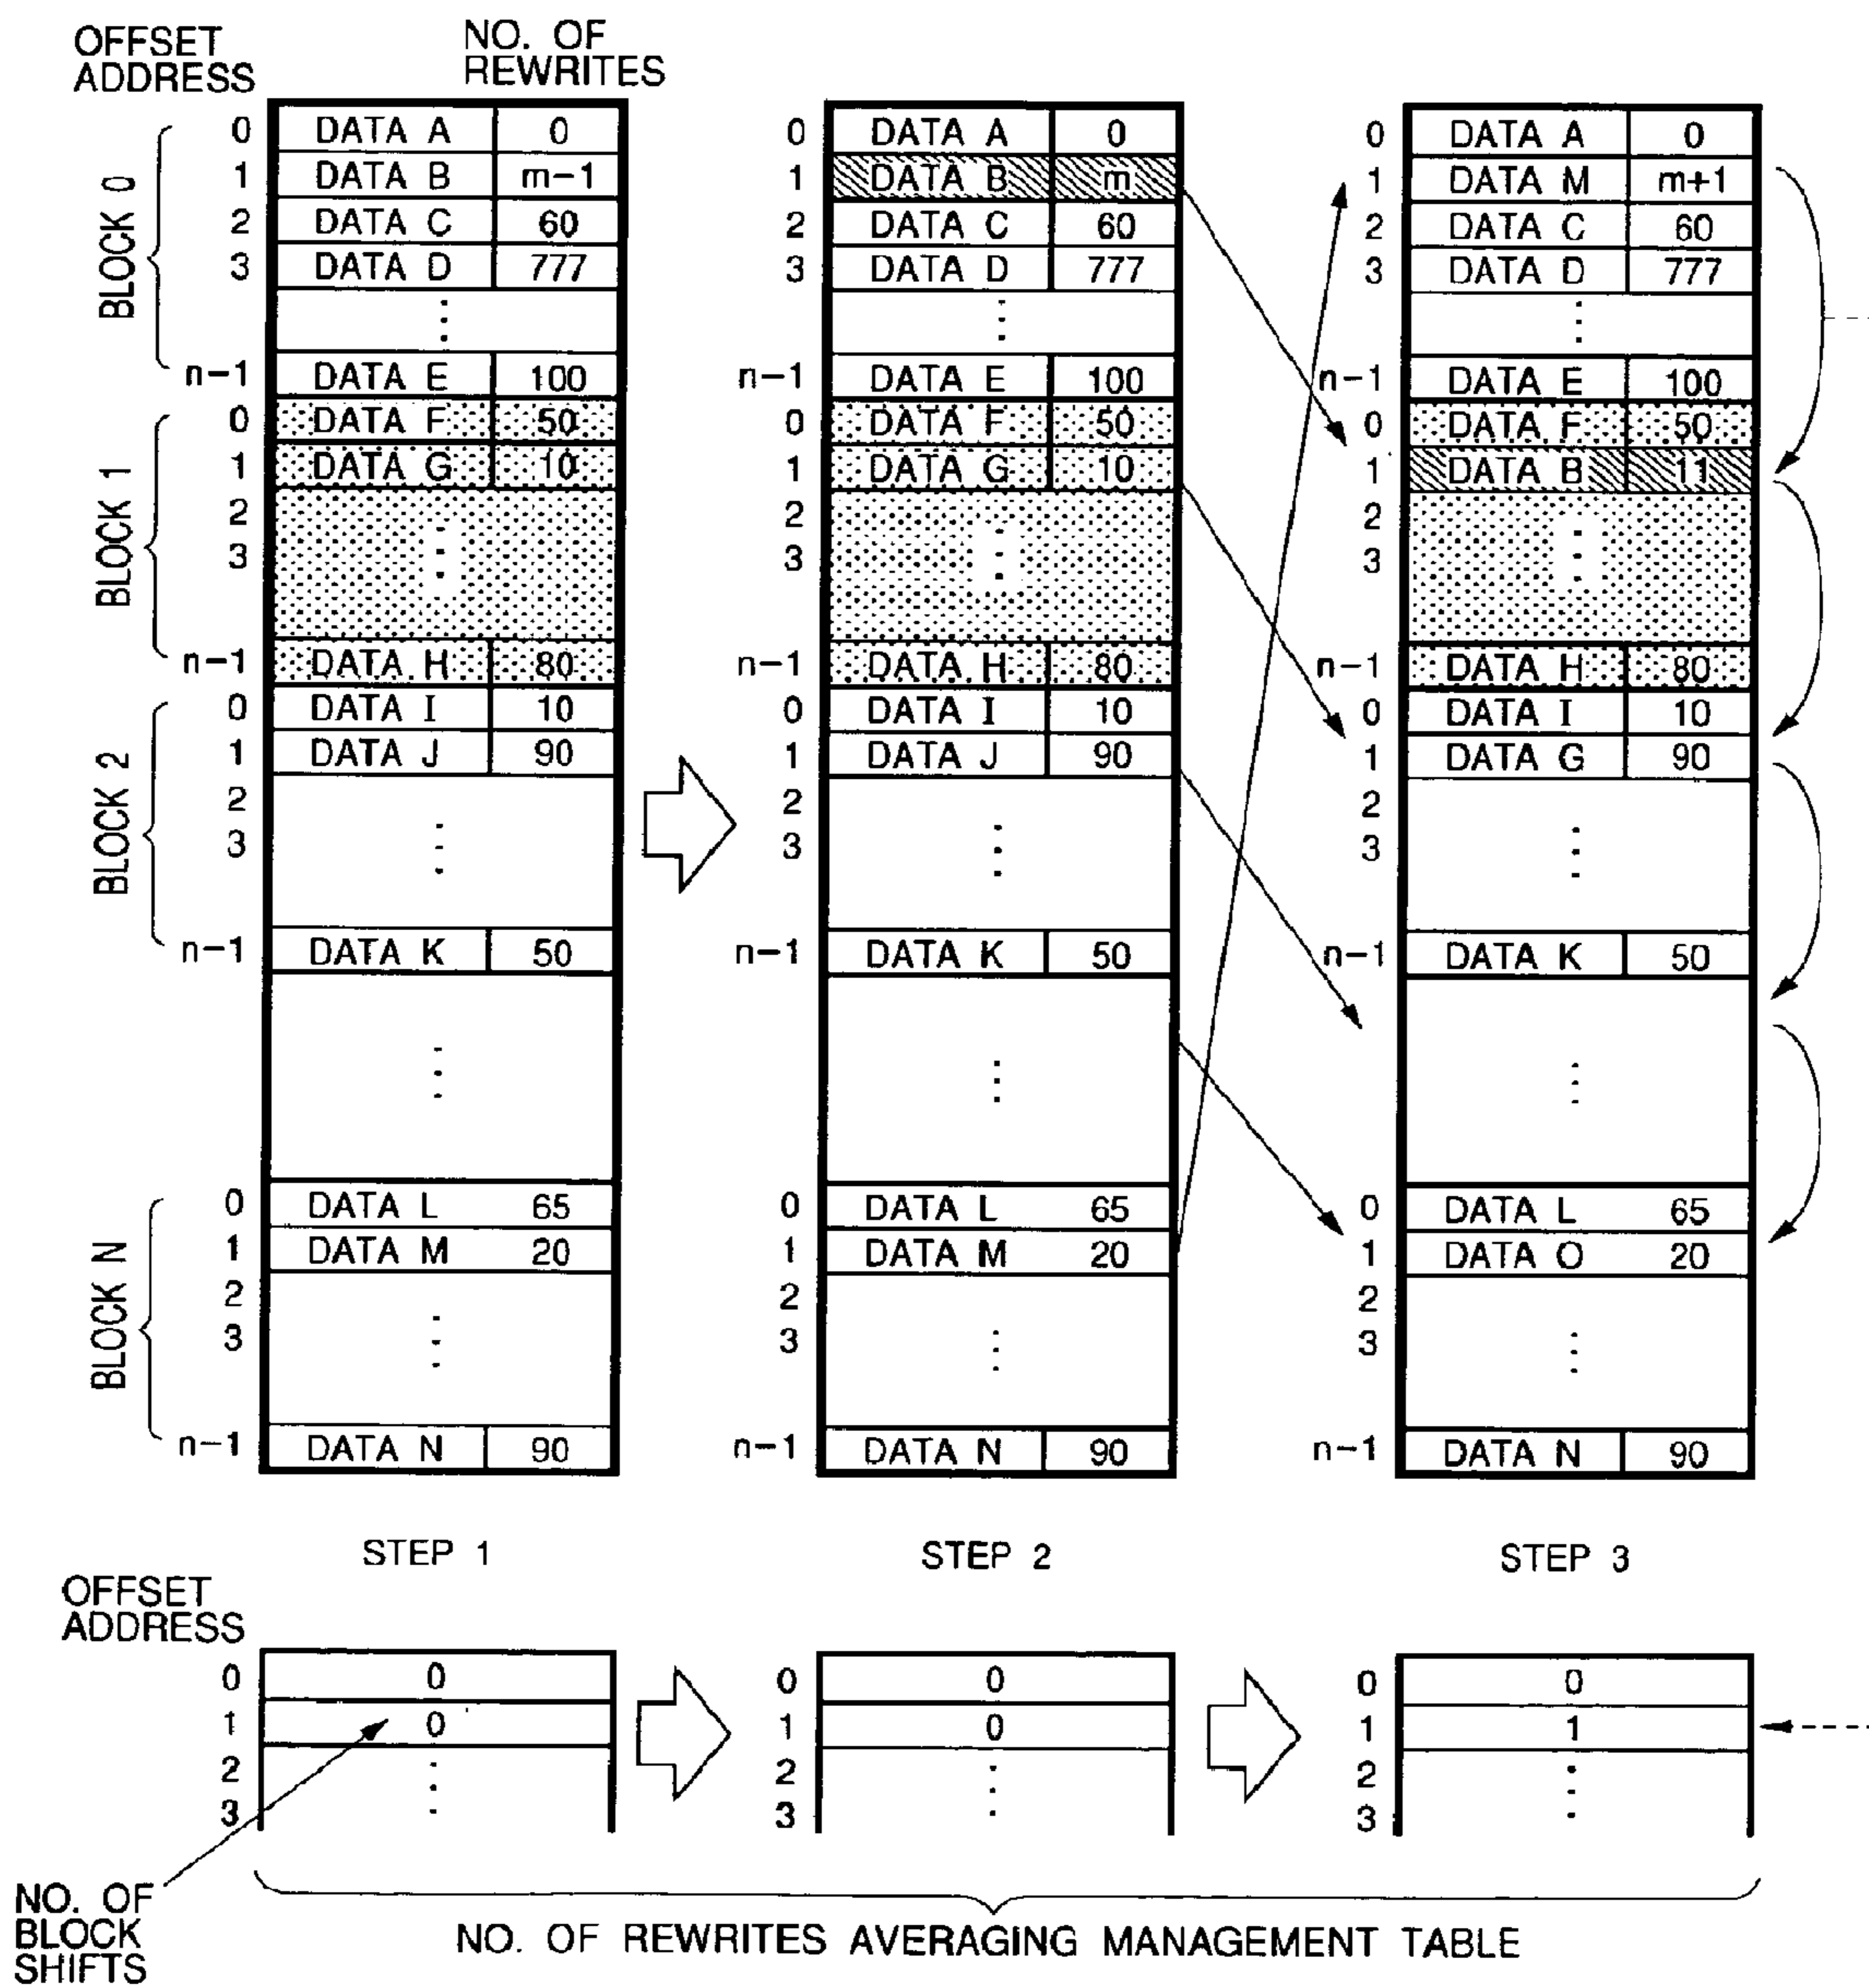 OFFSET
ADDRESS
NO. OF
REWRITES
BLOCK 0
0 DATA A 0
1 DATA B m-1
2 DATA C 60
3 DATA D 777
n-1 DATA E 100
BLOCK 1
0 DATA F 50
1 DATA G 10
2
3
n-1 DATA H 80
BLOCK 2
0 DATA I 10
1 DATA J 90
2
3
n-1 DATA K 50
BLOCK N
0 DATA L 65
1 DATA M 20
2
3
n-1 DATA N 90
STEP 1
0 DATA A 0
1 DATA B m
2 DATA C 60
3 DATA D 777
n-1 DATA E 100
0 DATA F 50
1 DATA G 10
2
3
n-1 DATA H 80
0 DATA I 10
1 DATA J 90
2
3
n-1 DATA K 50
0 DATA L 65
1 DATA M 20
2
3
n-1 DATA N 90
STEP 2
0 DATA A 0
1 DATA M m+1
2 DATA C 60
3 DATA D 777
n-1 DATA E 100
0 DATA F 50
1 DATA B 11
2
3
n-1 DATA H 80
0 DATA I 10
1 DATA G 90
2
3
n-1 DATA K 50
0 DATA L 65
1 DATA O 20
2
3
n-1 DATA N 90
STEP 3
OFFSET
ADDRESS
0 0
1 0
2
3
0 0
1 0
2
3
0 0
1 1
2
3
NO. OF
BLOCK
SHIFTS
NO. OF REWRITES AVERAGING MANAGEMENT TABLE